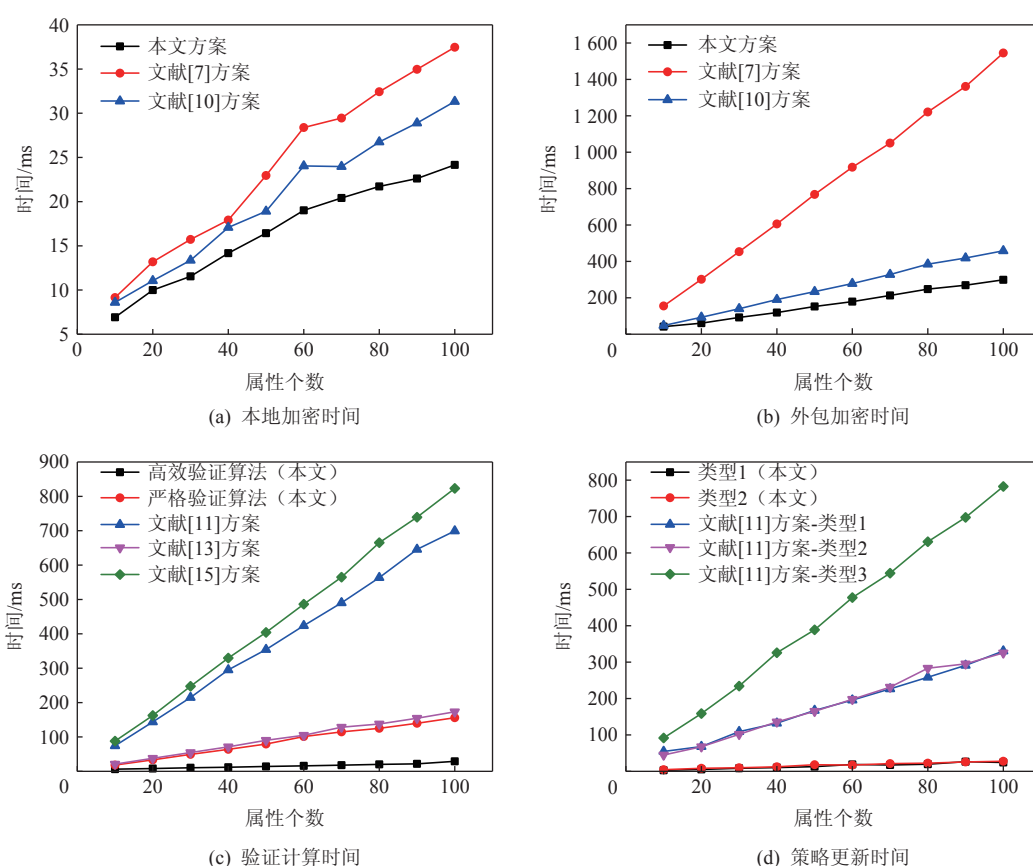 40
35
30
25
20
15
10
5
0
20
40
60
80
100
时间/ms
本文方案
文献[7]方案
文献[10]方案
属性个数
(a) 本地加密时间
1 600
1 400
1 200
1 000
800
600
400
200
0
20
40
60
80
100
时间/ms
本文方案
文献[7]方案
文献[10]方案
属性个数
(b) 外包加密时间
900
800
700
600
500
400
300
200
100
0
20
40
60
80
100
时间/ms
高效验证算法（本文）
严格验证算法（本文）
文献[11]方案
文献[13]方案
文献[15]方案
属性个数
(c) 验证计算时间
800
700
600
500
400
300
200
100
0
20
40
60
80
100
时间/ms
类型1（本文）
类型2（本文）
文献[11]方案-类型1
文献[11]方案-类型2
文献[11]方案-类型3
属性个数
(d) 策略更新时间